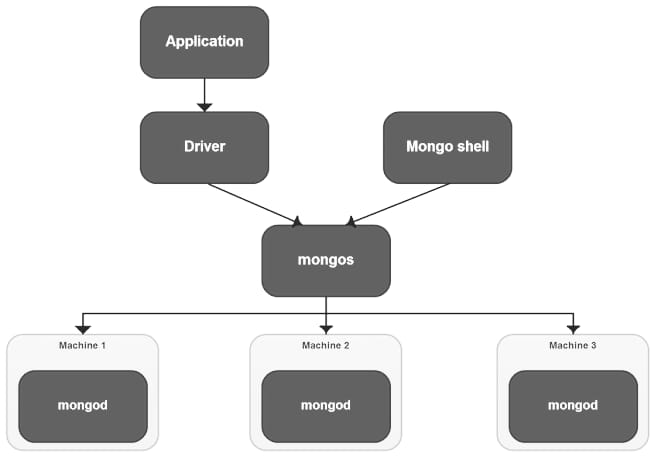 Application
Driver
Mongo shell
mongos
Machine 1
Machine 2
Machine 3
mongod
mongod
mongod